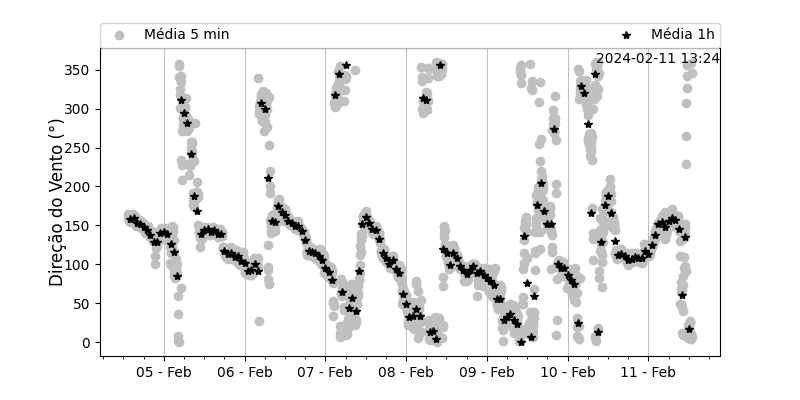 Média 5 min
Média 1h
2024-02-11 13:24
Direção do Vento (°)
350
300
250
200
150
100
50
0
05 - Feb
06 - Feb
07 - Feb
08 - Feb
09 - Feb
10 - Feb
11 - Feb